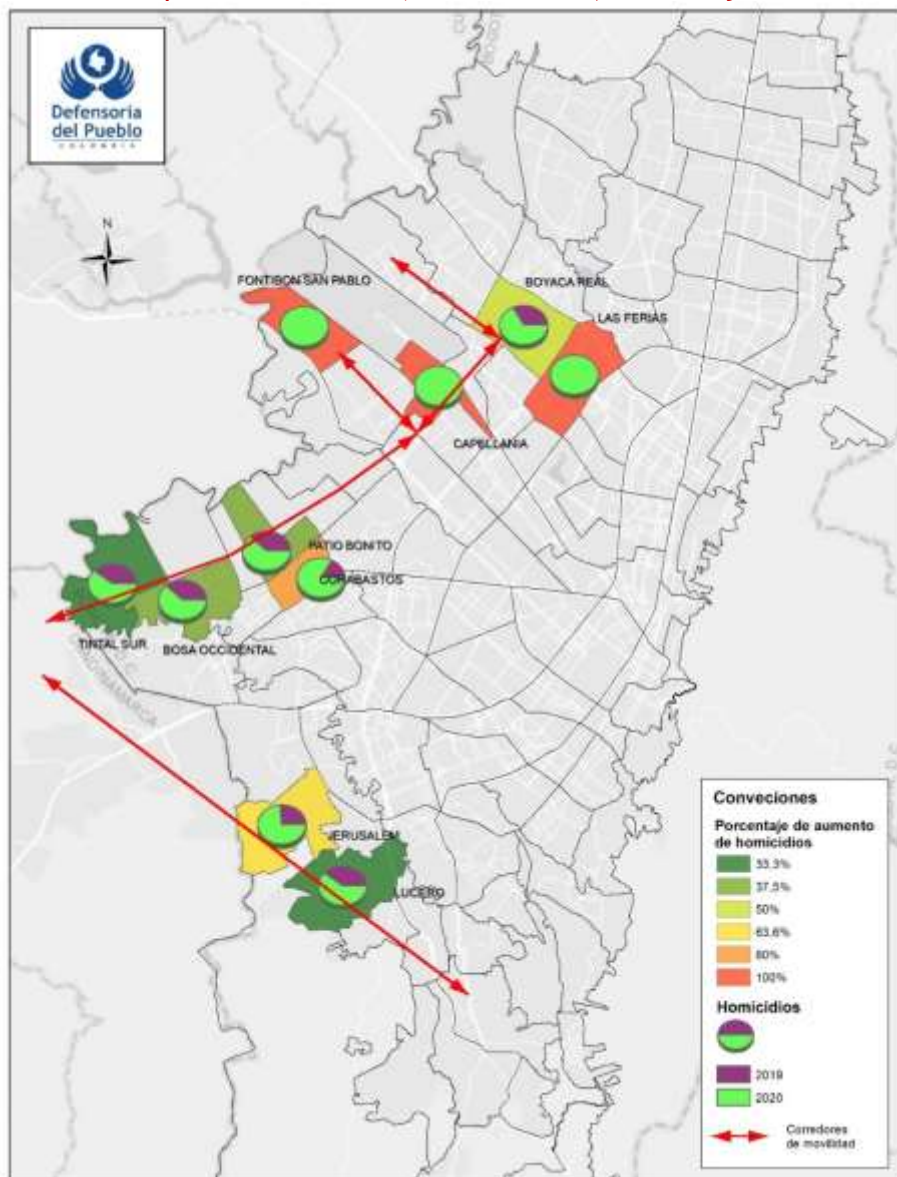 Defensoría
del Pueblo
COLOMBIA
N
FONTIBON SAN PABLO
BOYACA REAL
LAS FERIAS
CAPELLANIA
PATIO BONITO
CORABASTOS
TINTAL SUR
BOSA OCCIDENTAL
JERUSALEM
LUCERO
Conveciones
Porcentaje de aumento
de homicidios
33,3%
37,5%
50%
63,6%
80%
100%
Homicidios
2019
2020
Corredores
de movilidad